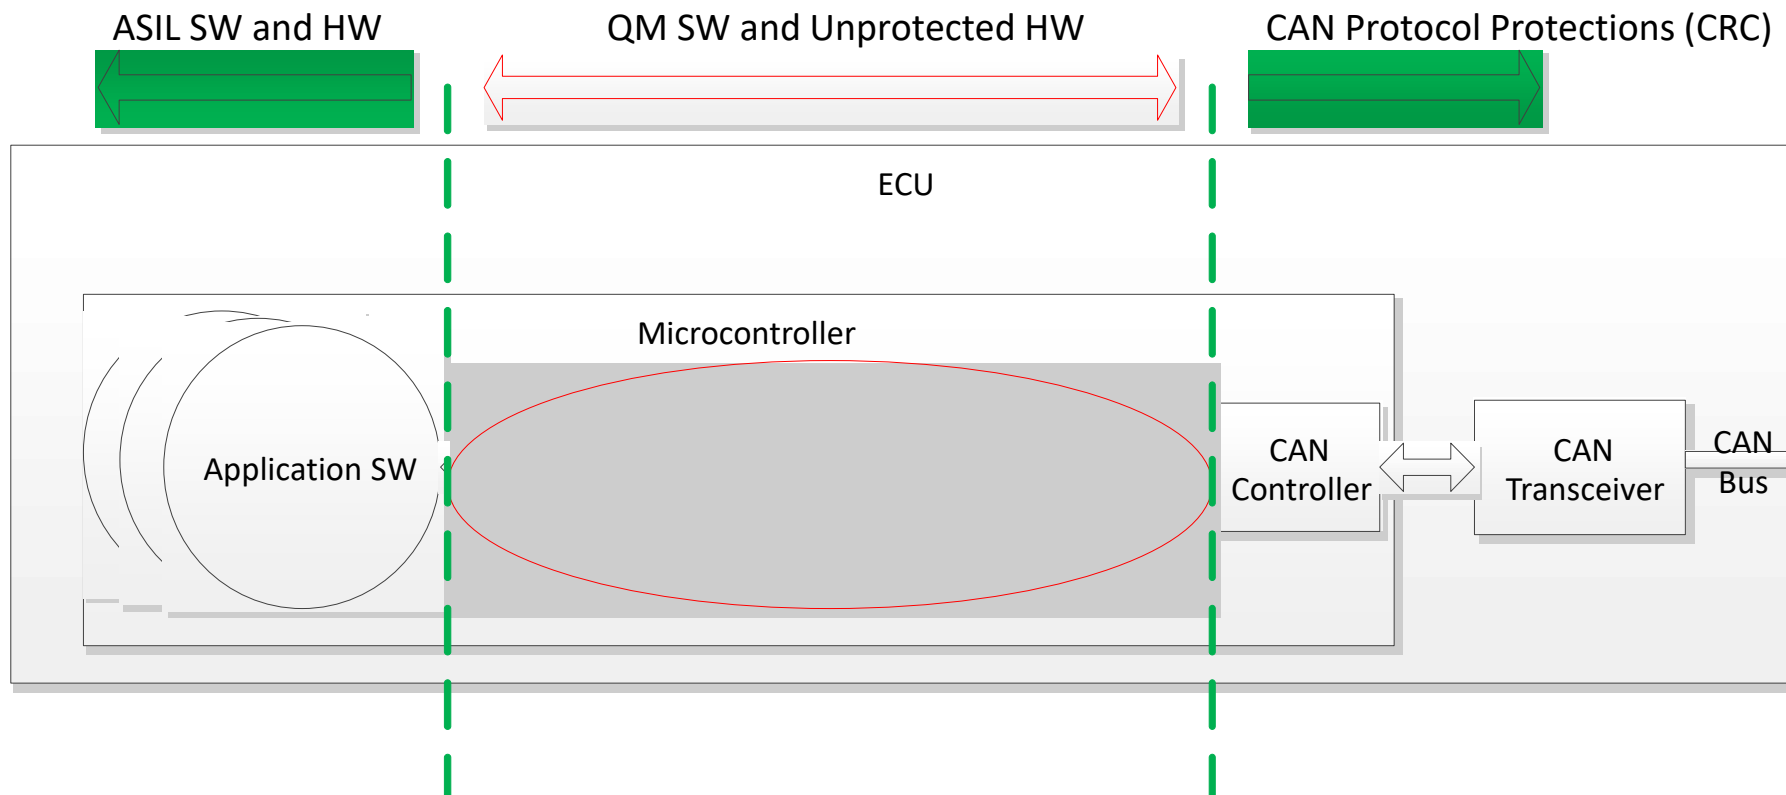 ASIL SW and HW
QM SW and Unprotected HW
CAN Protocol Protections (CRC)
ECU
Microcontroller
Application SW
CAN
Controller
CAN
Transceiver
CAN
Bus